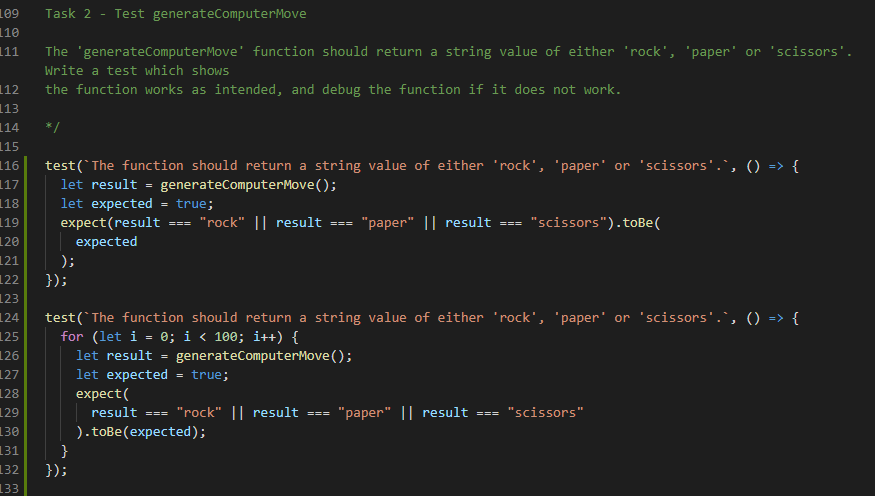 109 Task 2 - Test generateComputerMove
110
111 The 'generateComputerMove' function should return a string value of either 'rock', 'paper' or 'scissors'.
Write a test which shows
112 the function works as intended, and debug the function if it does not work.
113
114 */
115
116 test(`The function should return a string value of either 'rock', 'paper' or 'scissors'.`, () => {
117 let result = generateComputerMove();
118 let expected = true;
119 expect(result === "rock" || result === "paper" || result === "scissors").toBe(
120 expected
121 );
122 });
123
124 test(`The function should return a string value of either 'rock', 'paper' or 'scissors'.`, () => {
125 for (let i = 0; i < 100; i++) {
126 let result = generateComputerMove();
127 let expected = true;
128 expect(
129 result === "rock" || result === "paper" || result === "scissors"
130 ).toBe(expected);
131 }
132 });
133